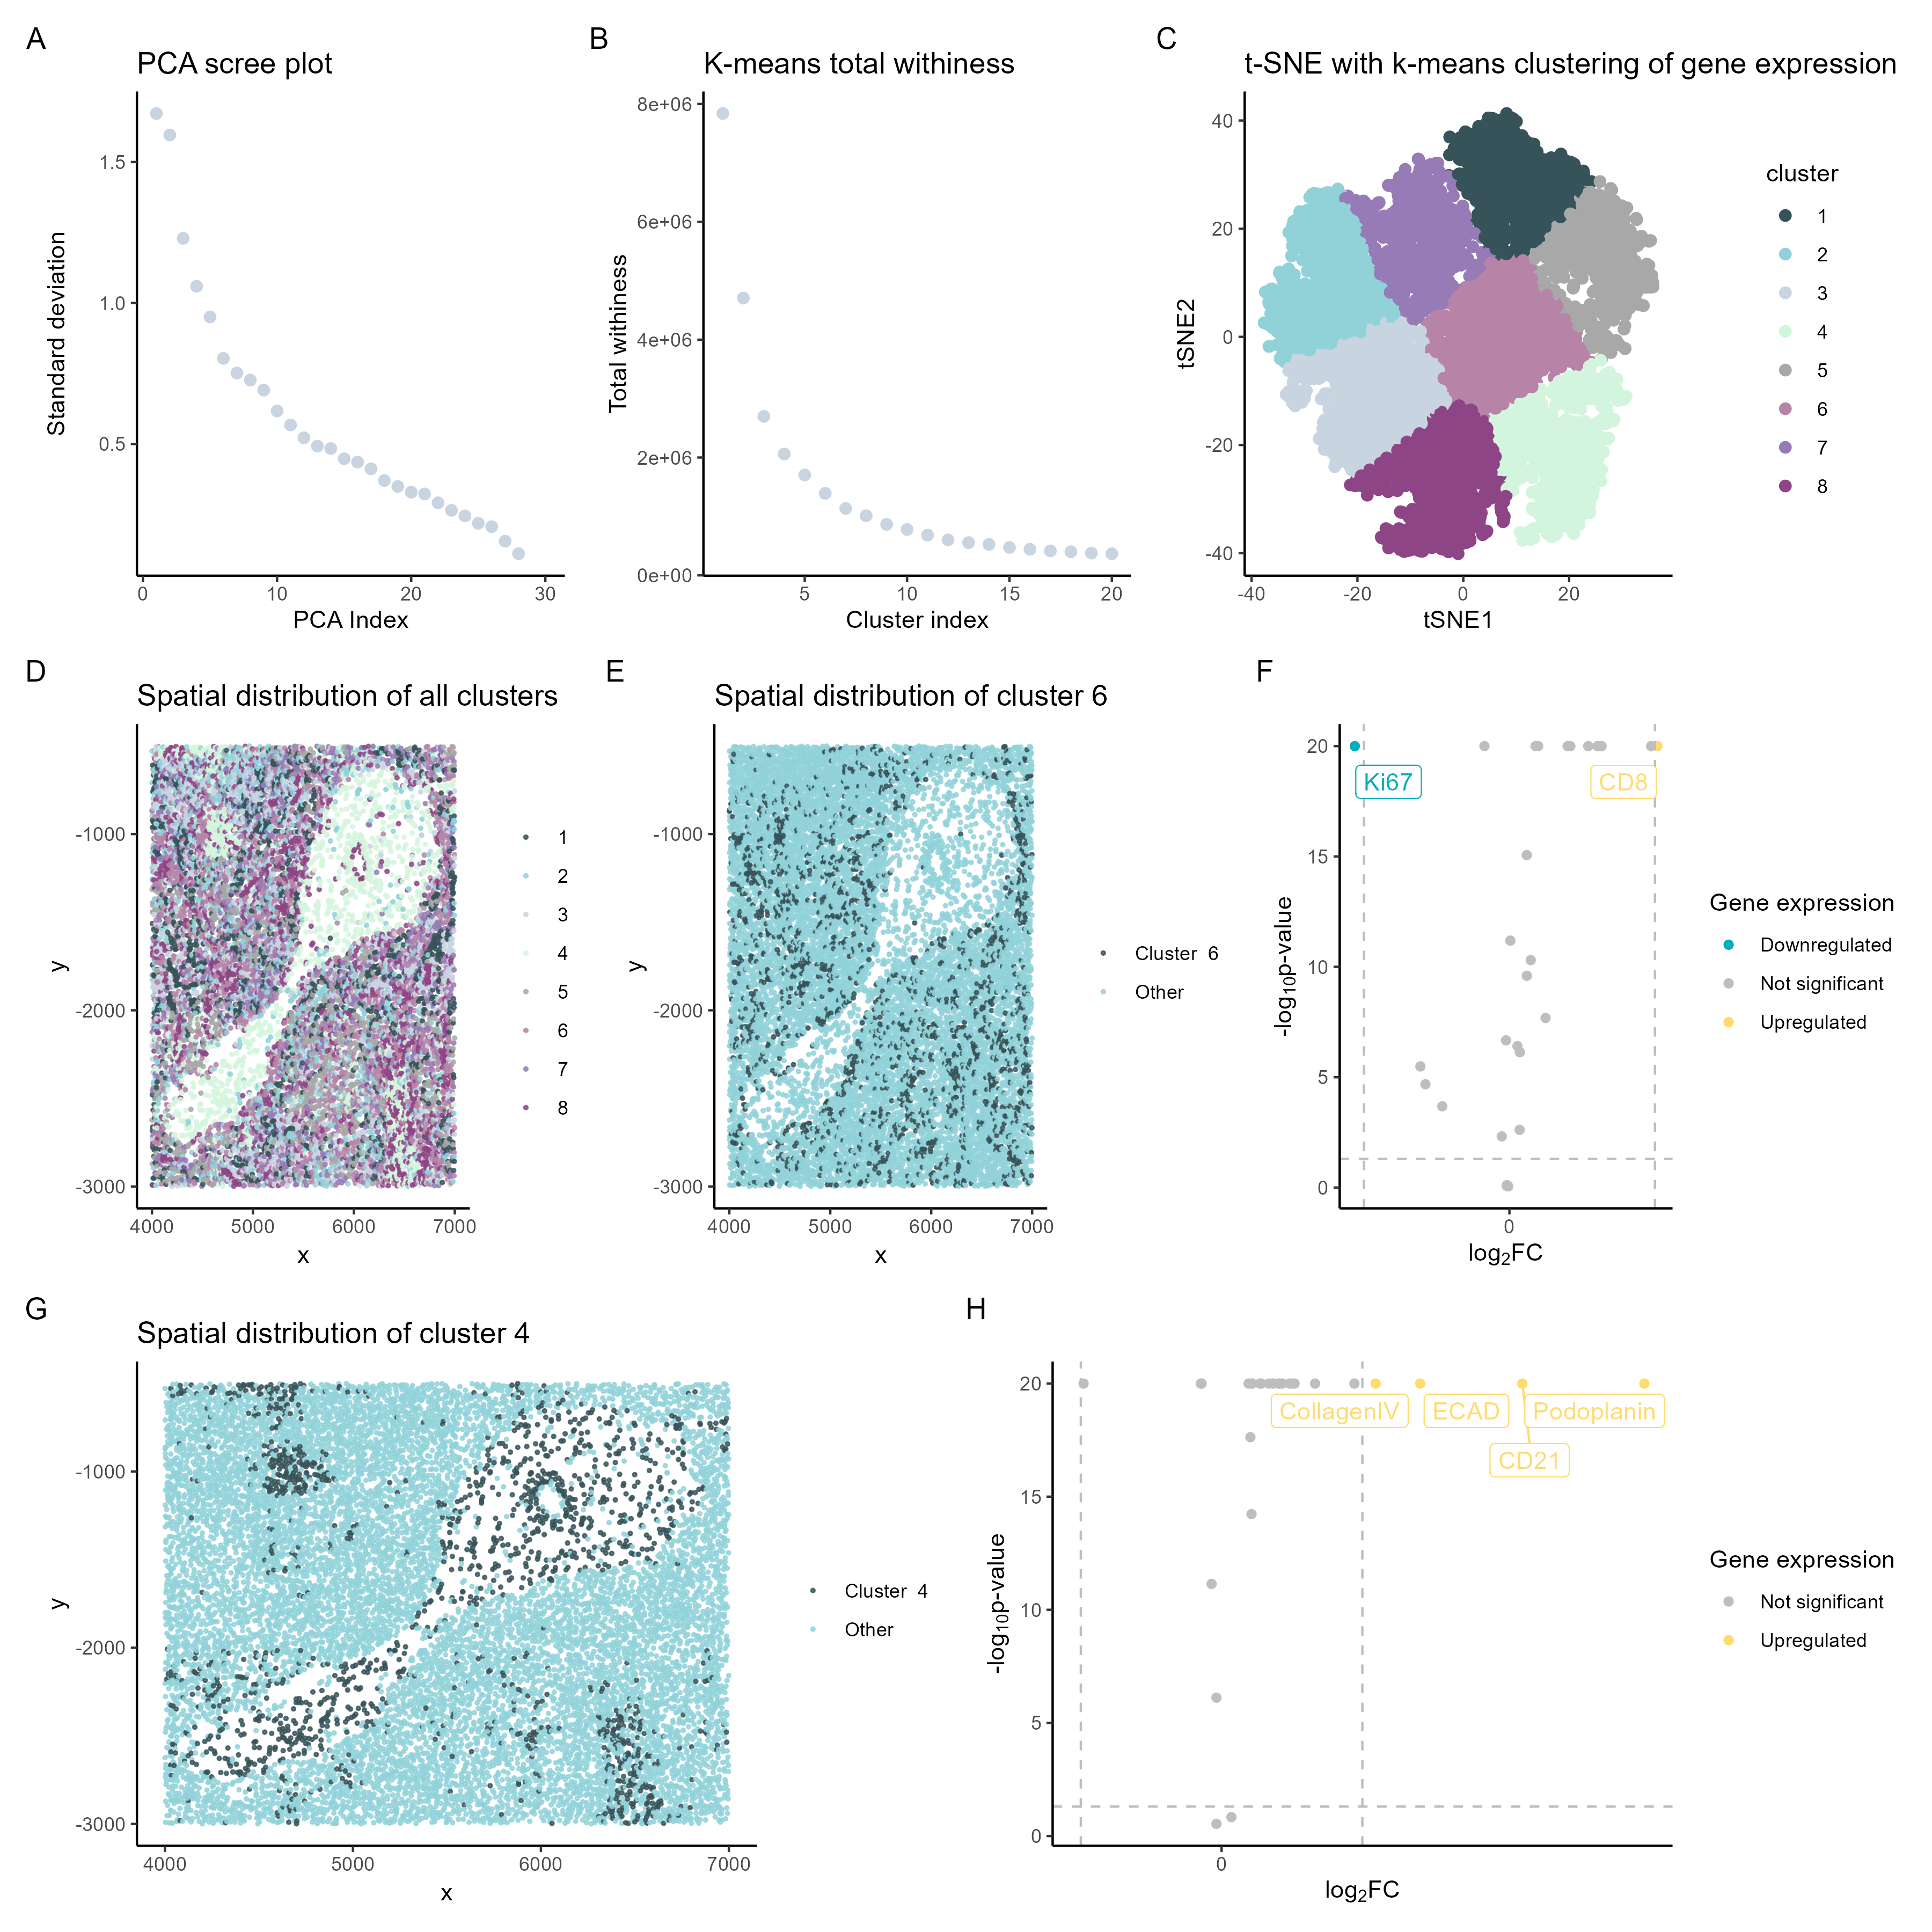 A
PCA scree plot
Standard deviation
1.5
1.0
0.5
0
10
20
30
PCA Index
B
K-means total withiness
Total withiness
8e+06
6e+06
4e+06
2e+06
0e+00
5
10
15
20
Cluster index
C
t-SNE with k-means clustering of gene expression
tSNE2
40
20
0
-20
-40
-40
-20
0
20
tSNE1
cluster
1
2
3
4
5
6
7
8
D
Spatial distribution of all clusters
y
-1000
-2000
-3000
4000
5000
6000
7000
x
1
2
3
4
5
6
7
8
E
Spatial distribution of cluster 6
y
-1000
-2000
-3000
4000
5000
6000
7000
x
Cluster 6
Other
F
-log10p-value
20
15
10
5
0
Ki67
CD8
0
log2FC
Gene expression
Downregulated
Not significant
Upregulated
G
Spatial distribution of cluster 4
y
-1000
-2000
-3000
4000
5000
6000
7000
x
Cluster 4
Other
H
-log10p-value
20
15
10
5
0
CollagenIV
ECAD
Podoplanin
CD21
0
log2FC
Gene expression
Not significant
Upregulated